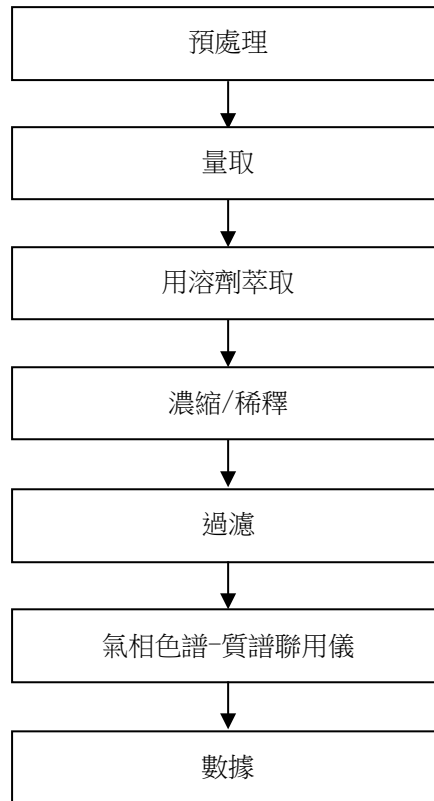 預處理
量取
用溶劑萃取
濃縮/稀釋
過濾
氣相色譜-質譜聯用儀
數據